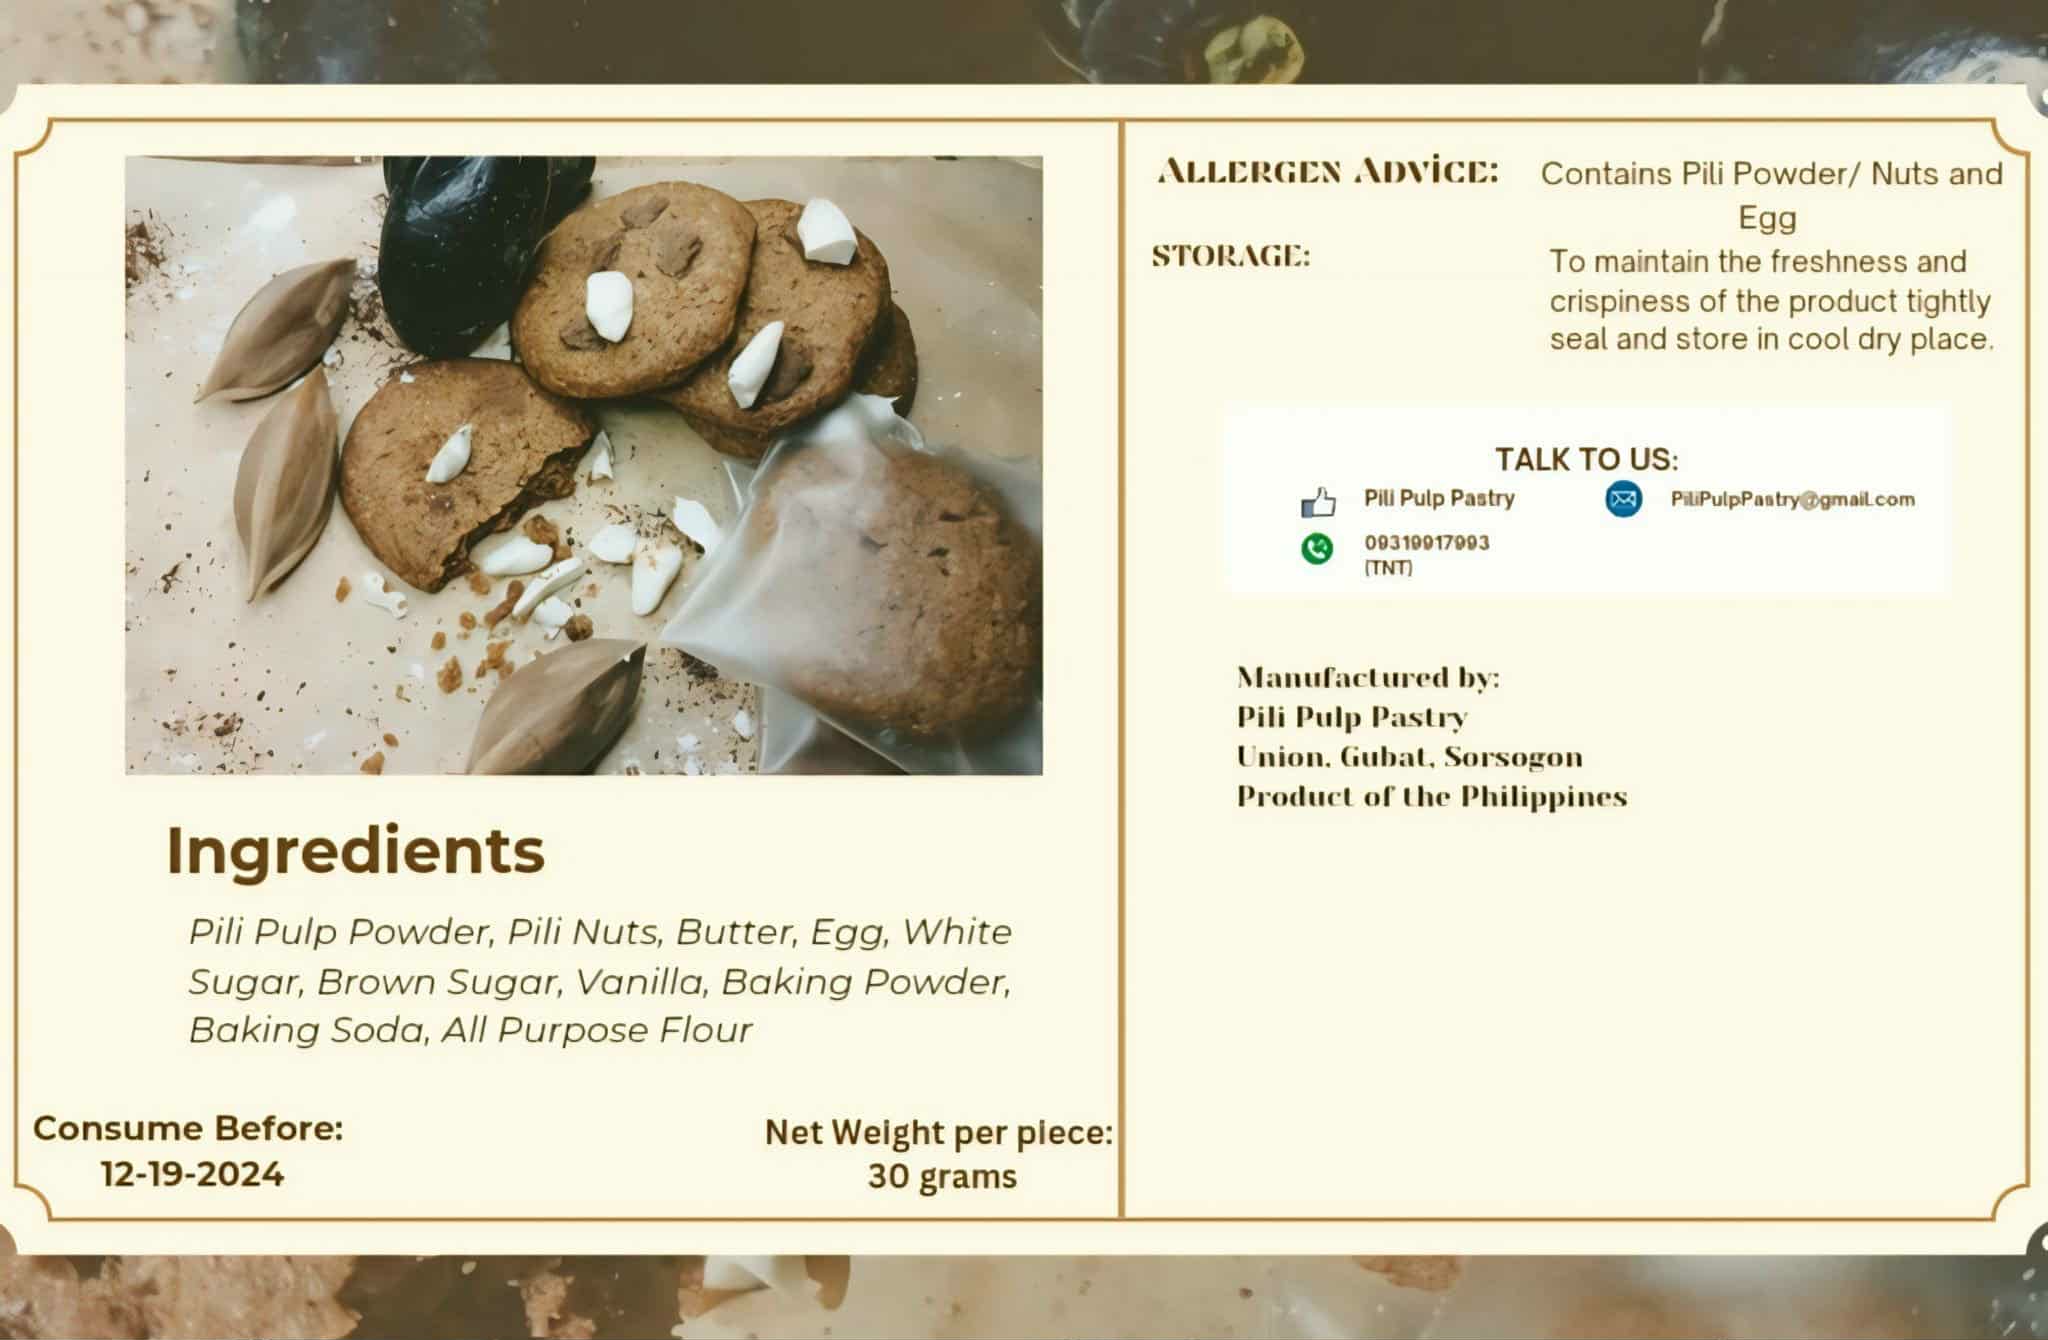 Ingredients
Pili Pulp Powder, Pili Nuts, Butter, Egg, White
Sugar, Brown Sugar, Vanilla, Baking Powder,
Baking Soda, All Purpose Flour
Consume Before:
12-19-2024
Net Weight per piece:
30 grams
ALLERGEN ADVICE:
Contains Pili Powder/ Nuts and
Egg
STORAGE:
To maintain the freshness and
crispiness of the product tightly
seal and store in cool dry place.
TALK TO US:
Pili Pulp Pastry
PiliPulpPastry@gmail.com
09319917993
(TNT)
Manufactured by:
Pili Pulp Pastry
Union, Gubat, Sorsogon
Product of the Philippines